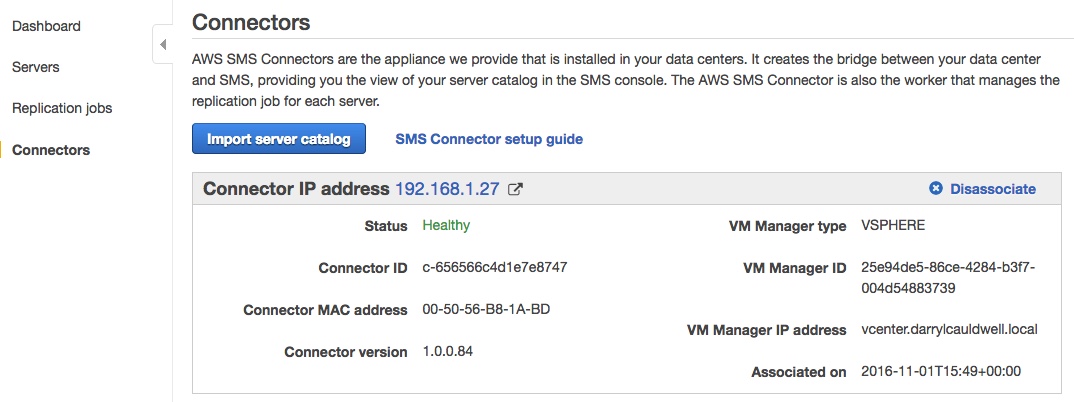 Dashboard
Servers
Replication jobs
Connectors
Connectors
AWS SMS Connectors are the appliance we provide that is installed in your data centers. It creates the bridge between your data center
and SMS, providing you the view of your server catalog in the SMS console. The AWS SMS Connector is also the worker that manages the
replication job for each server.
Import server catalog SMS Connector setup guide
Connector IP address 192.168.1.27 Disassociate
Status Healthy
Connector ID c-656566c4d1e7e8747
Connector MAC address 00-50-56-B8-1A-BD
Connector version 1.0.0.84
VM Manager type VSPHERE
VM Manager ID 25e94de5-86ce-4284-b3f7-
004d54883739
VM Manager IP address vcenter.darrylcauldwell.local
Associated on 2016-11-01T15:49+00:00